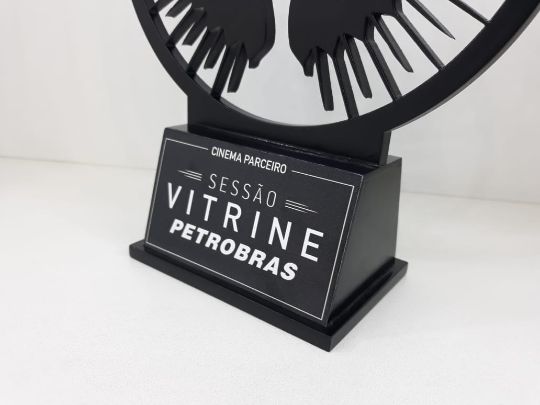 CINEMA PARCEIRO
SESSÃO
VITRINE
PETROBRAS